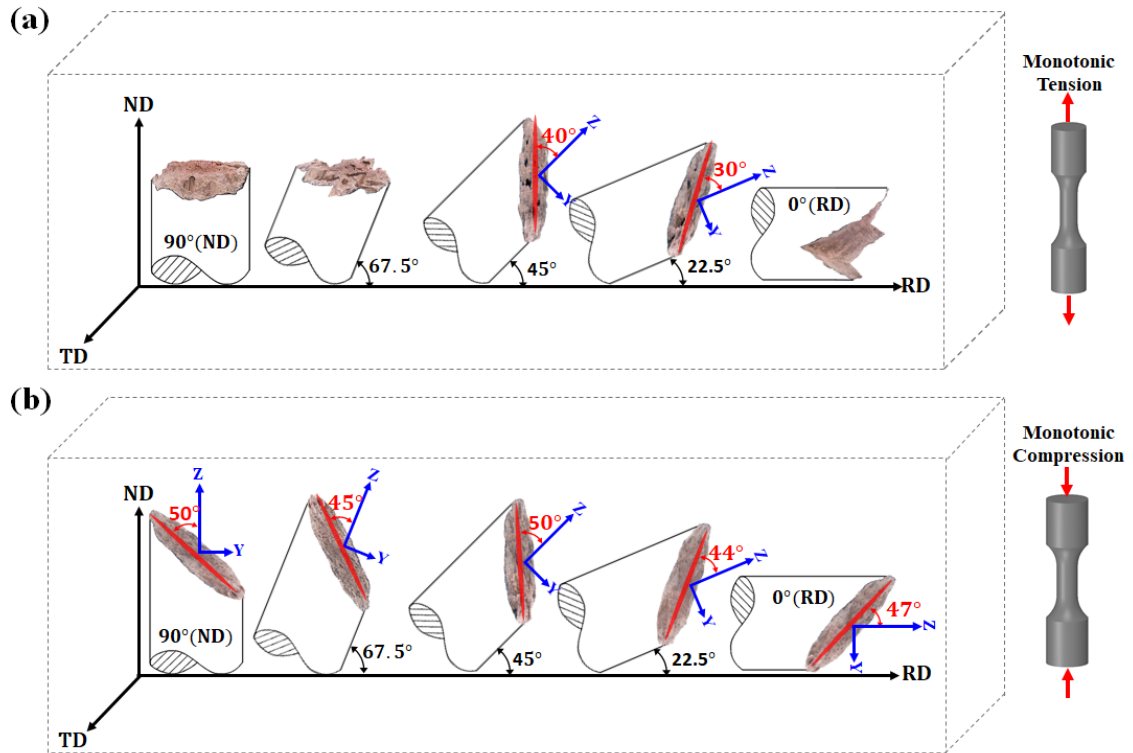 (a)
Monotonic
Tension
ND
40°
Z
Y
30°
Z
Y
0°(RD)
90°(ND)
67.5°
45°
22.5°
RD
TD
(b)
Monotonic
Compression
ND
Z
50°
Y
45°
Z
Y
50°
Z
Y
44°
Z
Y
0°(RD)
47°
Z
Y
90°(ND)
67.5°
45°
22.5°
RD
TD